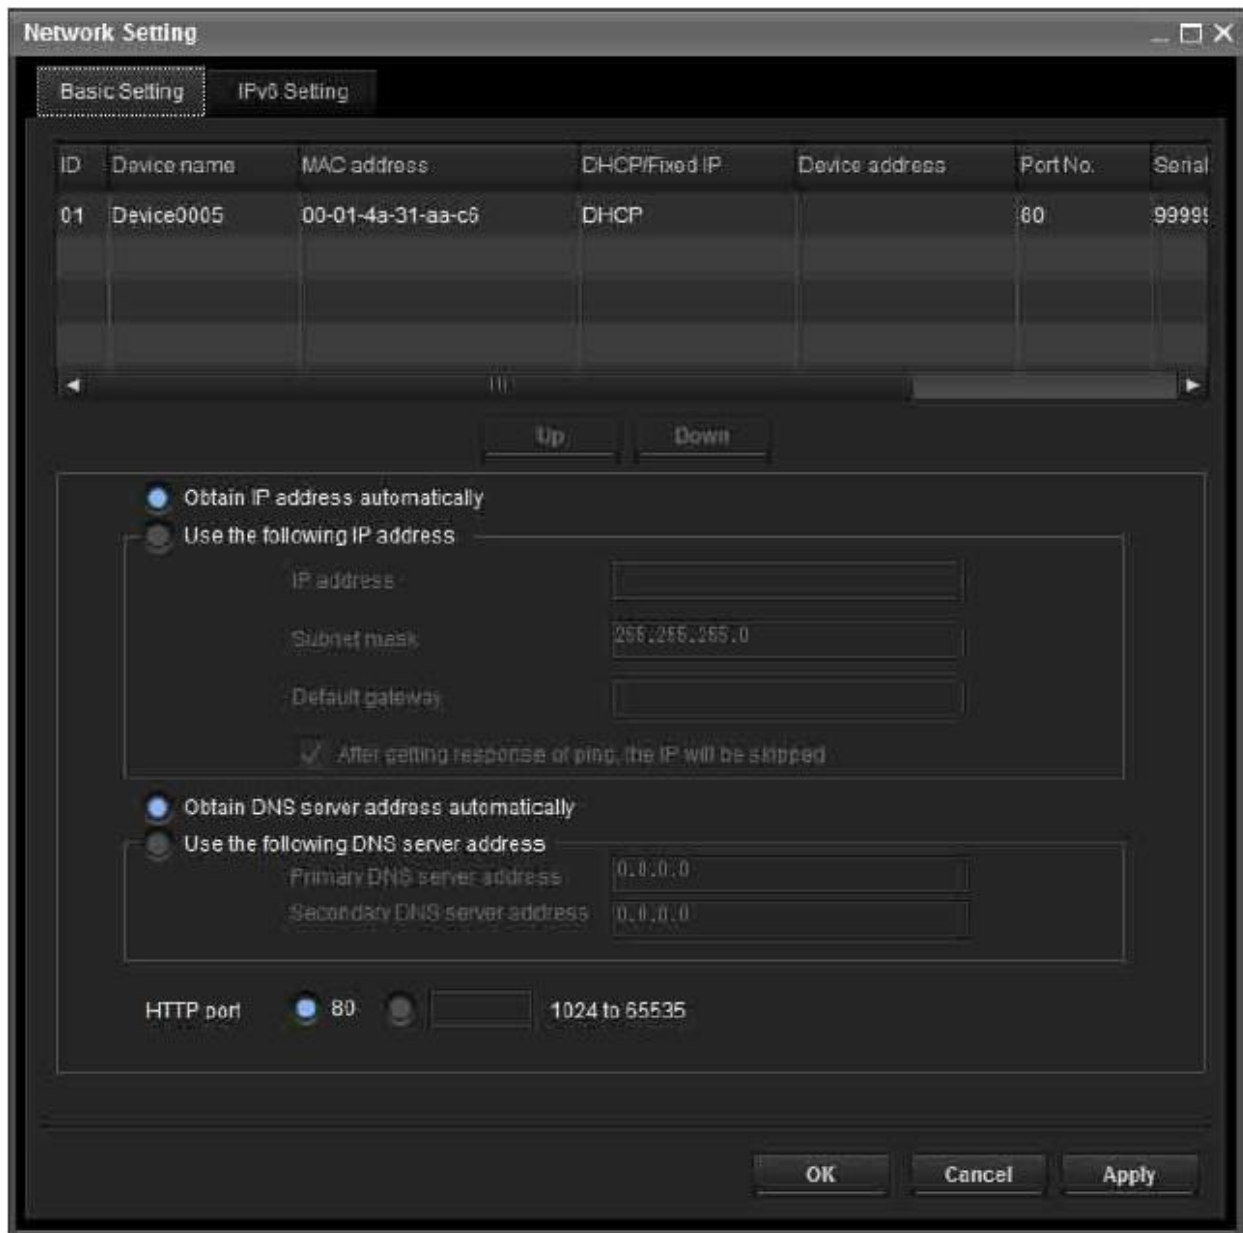 Network Setting
Basic Setting IPv6 Setting
ID Device name MAC address DHCP/Fixed IP Device address Port No. Serial
01 Device0005 00-01-4a-31-aa-c6 DHCP 80 9999
Up Down
Obtain IP address automatically
Use the following IP address
IP address
Subnet mask 255.255.255.0
Default gateway
After getting response of ping, the IP will be skipped
Obtain DNS server address automatically
Use the following DNS server address
Primary DNS server address 0.0.0.0
Secondary DNS server address 0.0.0.0
HTTP port 80 1024 to 65535
OK Cancel Apply